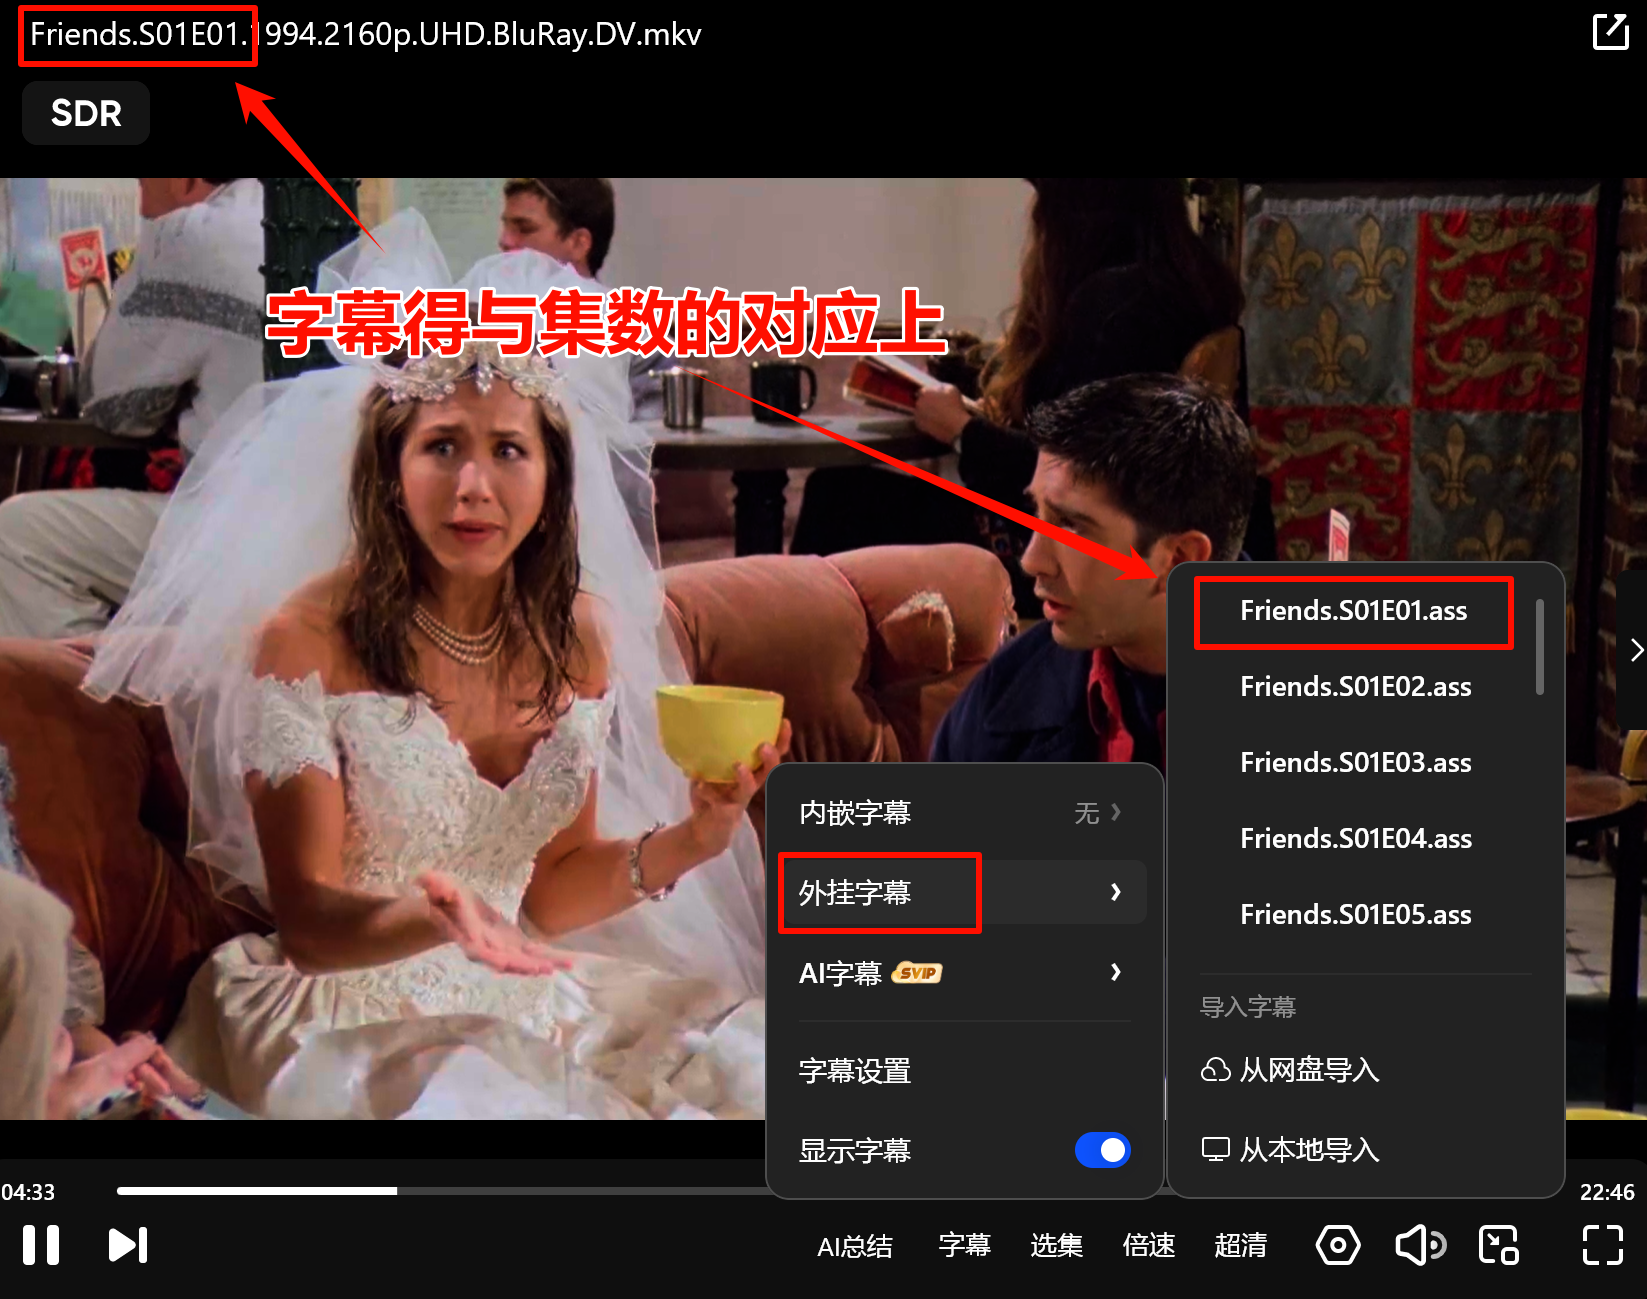 Friends.S01E01.1994.2160p.UHD.BluRay.DV.mkv
SDR
字幕得与集数的对应上
Friends.S01E01.ass
Friends.S01E02.ass
Friends.S01E03.ass
Friends.S01E04.ass
Friends.S01E05.ass
导入字幕
从网盘导入
从本地导入
内嵌字幕 无
外挂字幕
AI字幕 SVIP
字幕设置
显示字幕
04:33
22:46
AI总结 字幕 选集 倍速 超清